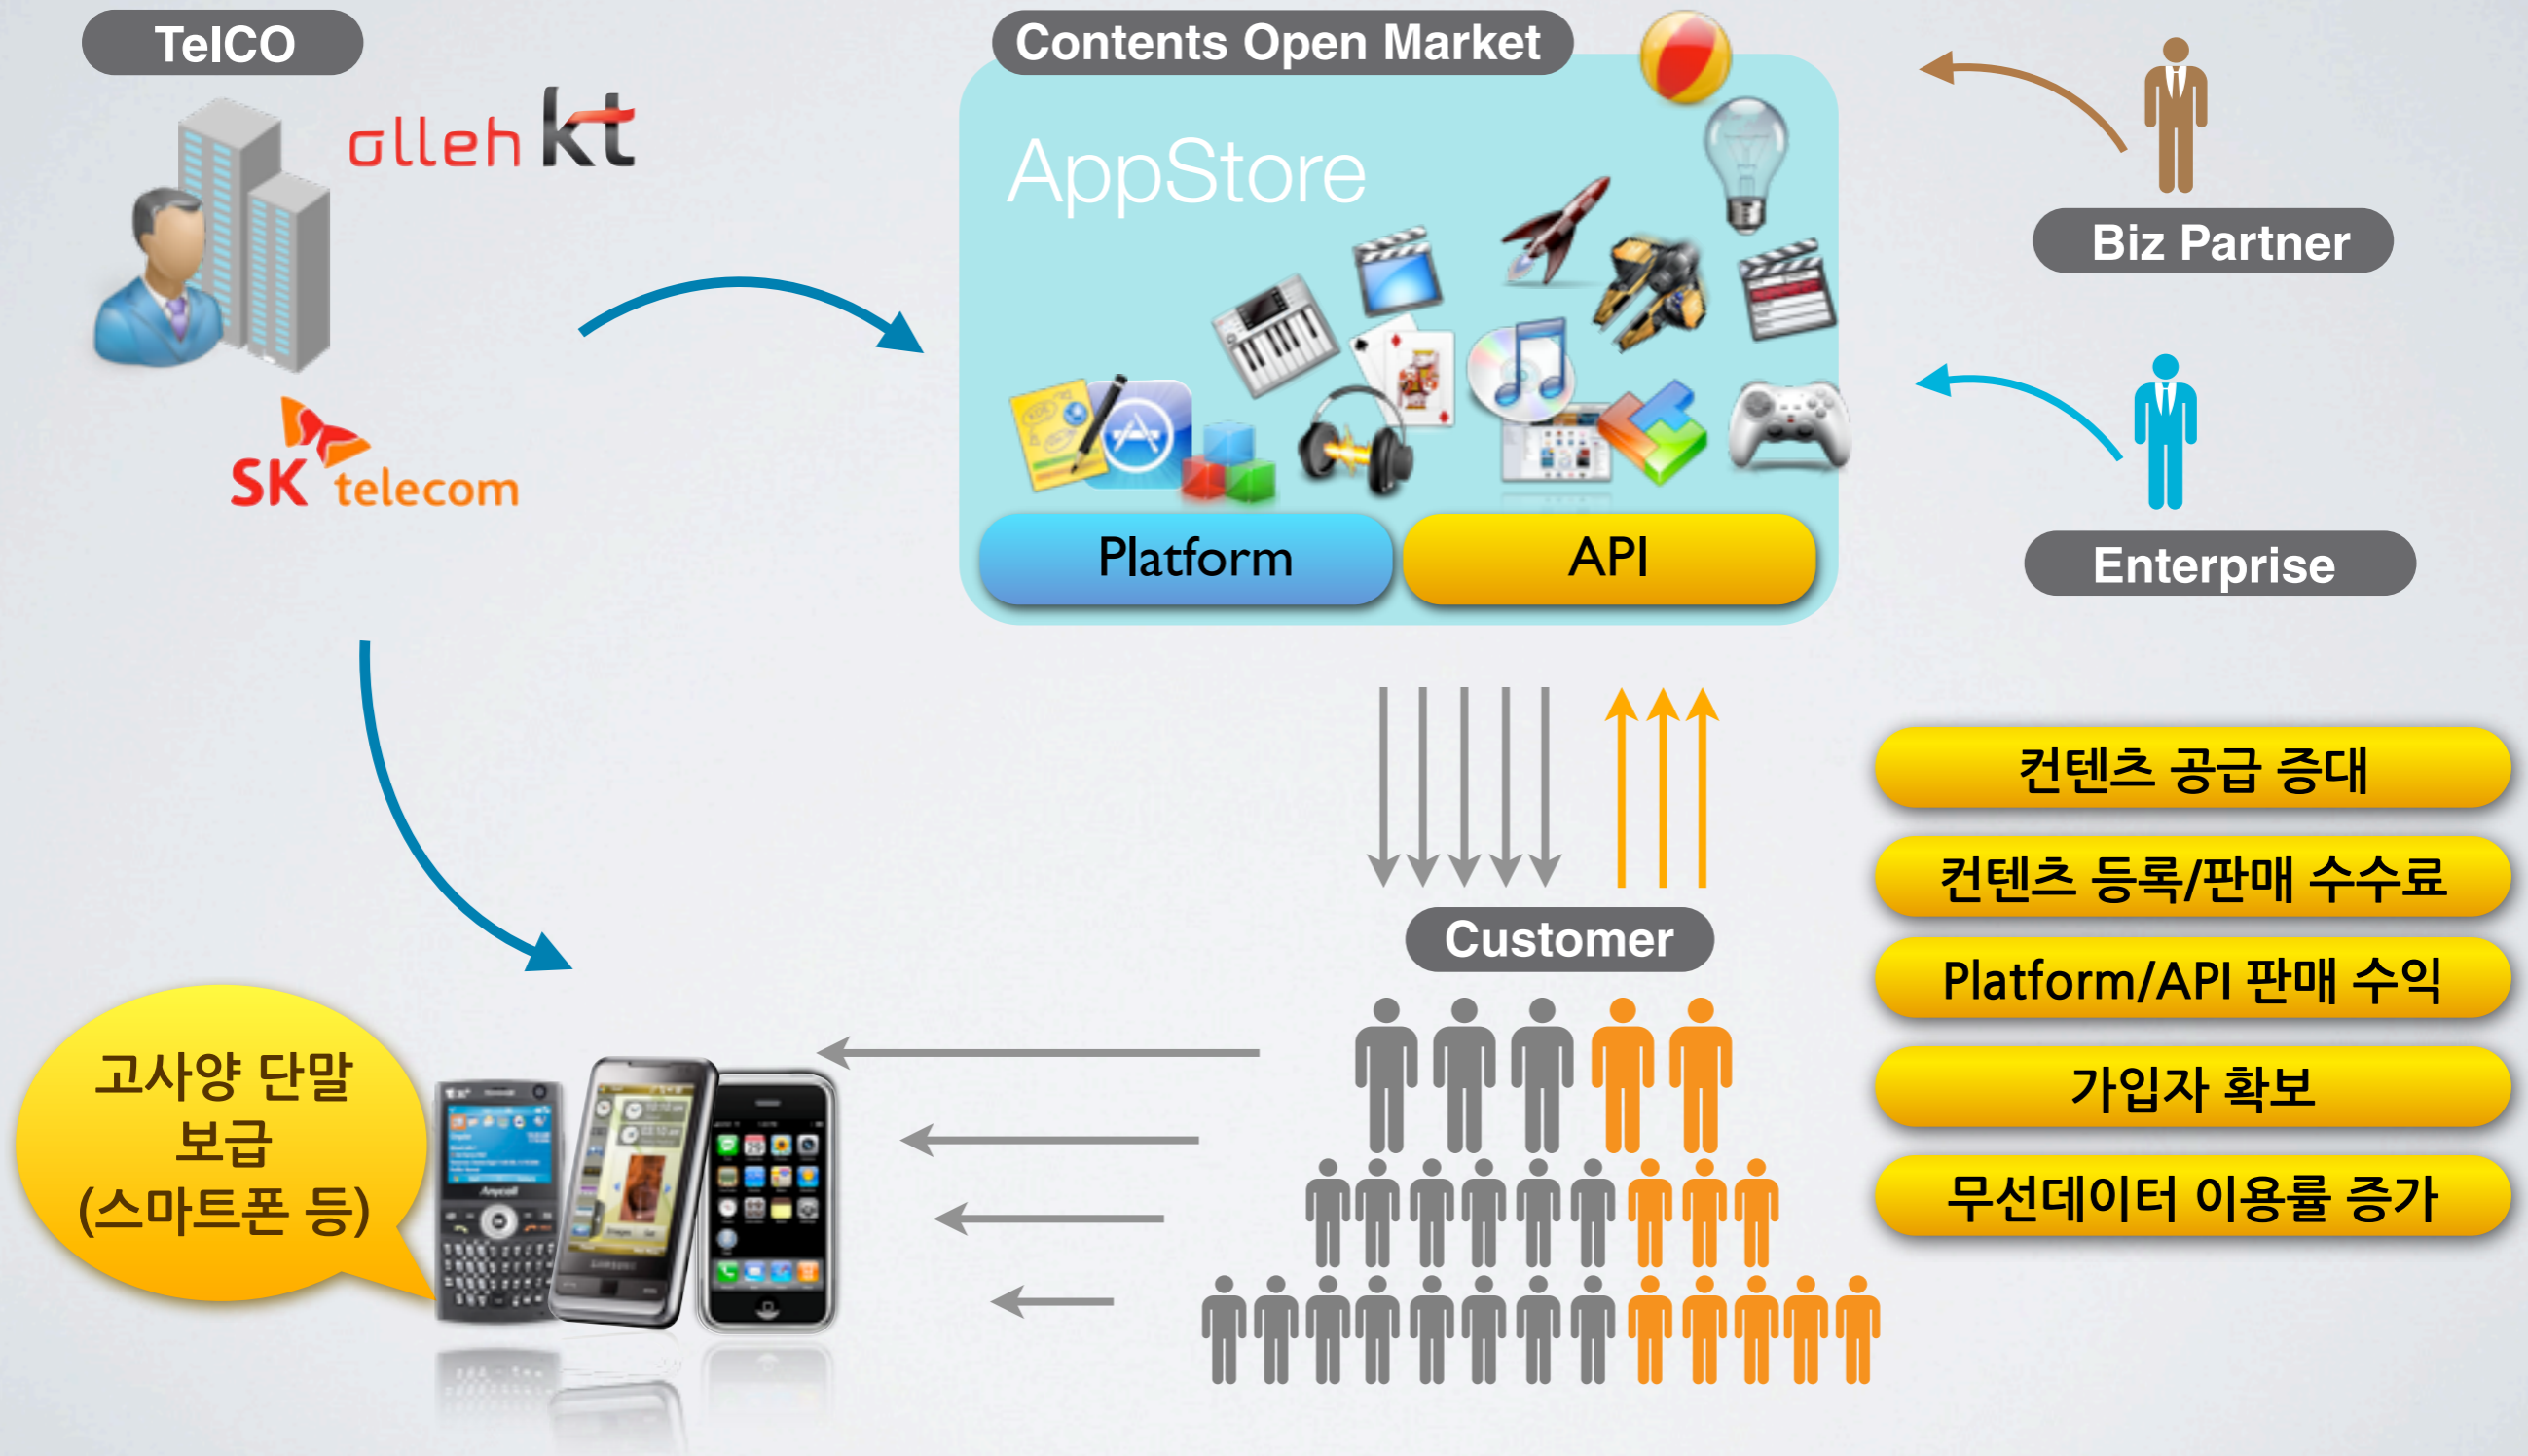 TelCO
olleh kt
SK telecom
Contents Open Market
AppStore
Platform
API
Biz Partner
Enterprise
컨텐츠 공급 증대
컨텐츠 등록/판매 수수료
Platform/API 판매 수익
가입자 확보
무선데이터 이용률 증가
Customer
고사양 단말
보급
(스마트폰 등)
Anycall
SAMSUNG